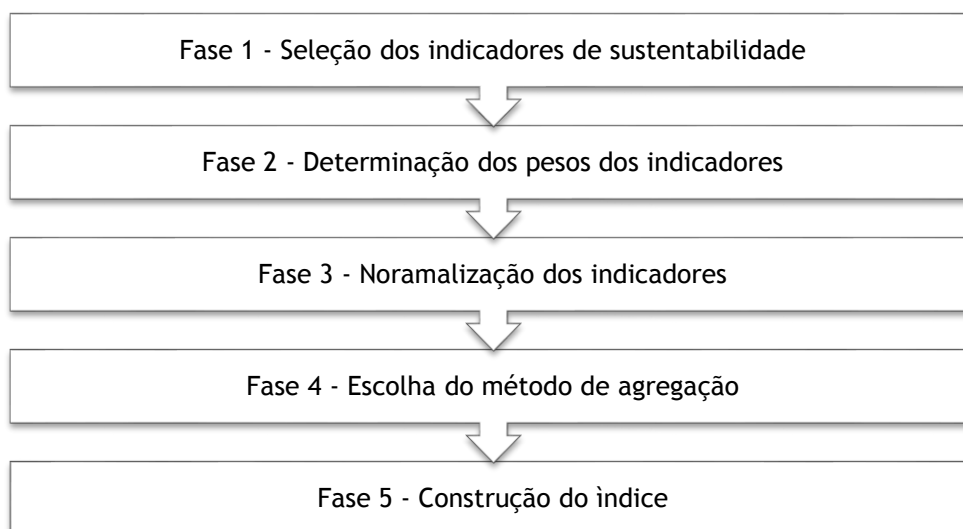 Fase 1 - Seleção dos indicadores de sustentabilidade
Fase 2 - Determinação dos pesos dos indicadores
Fase 3 - Noramalização dos indicadores
Fase 4 - Escolha do método de agregação
Fase 5 - Construção do ìndice